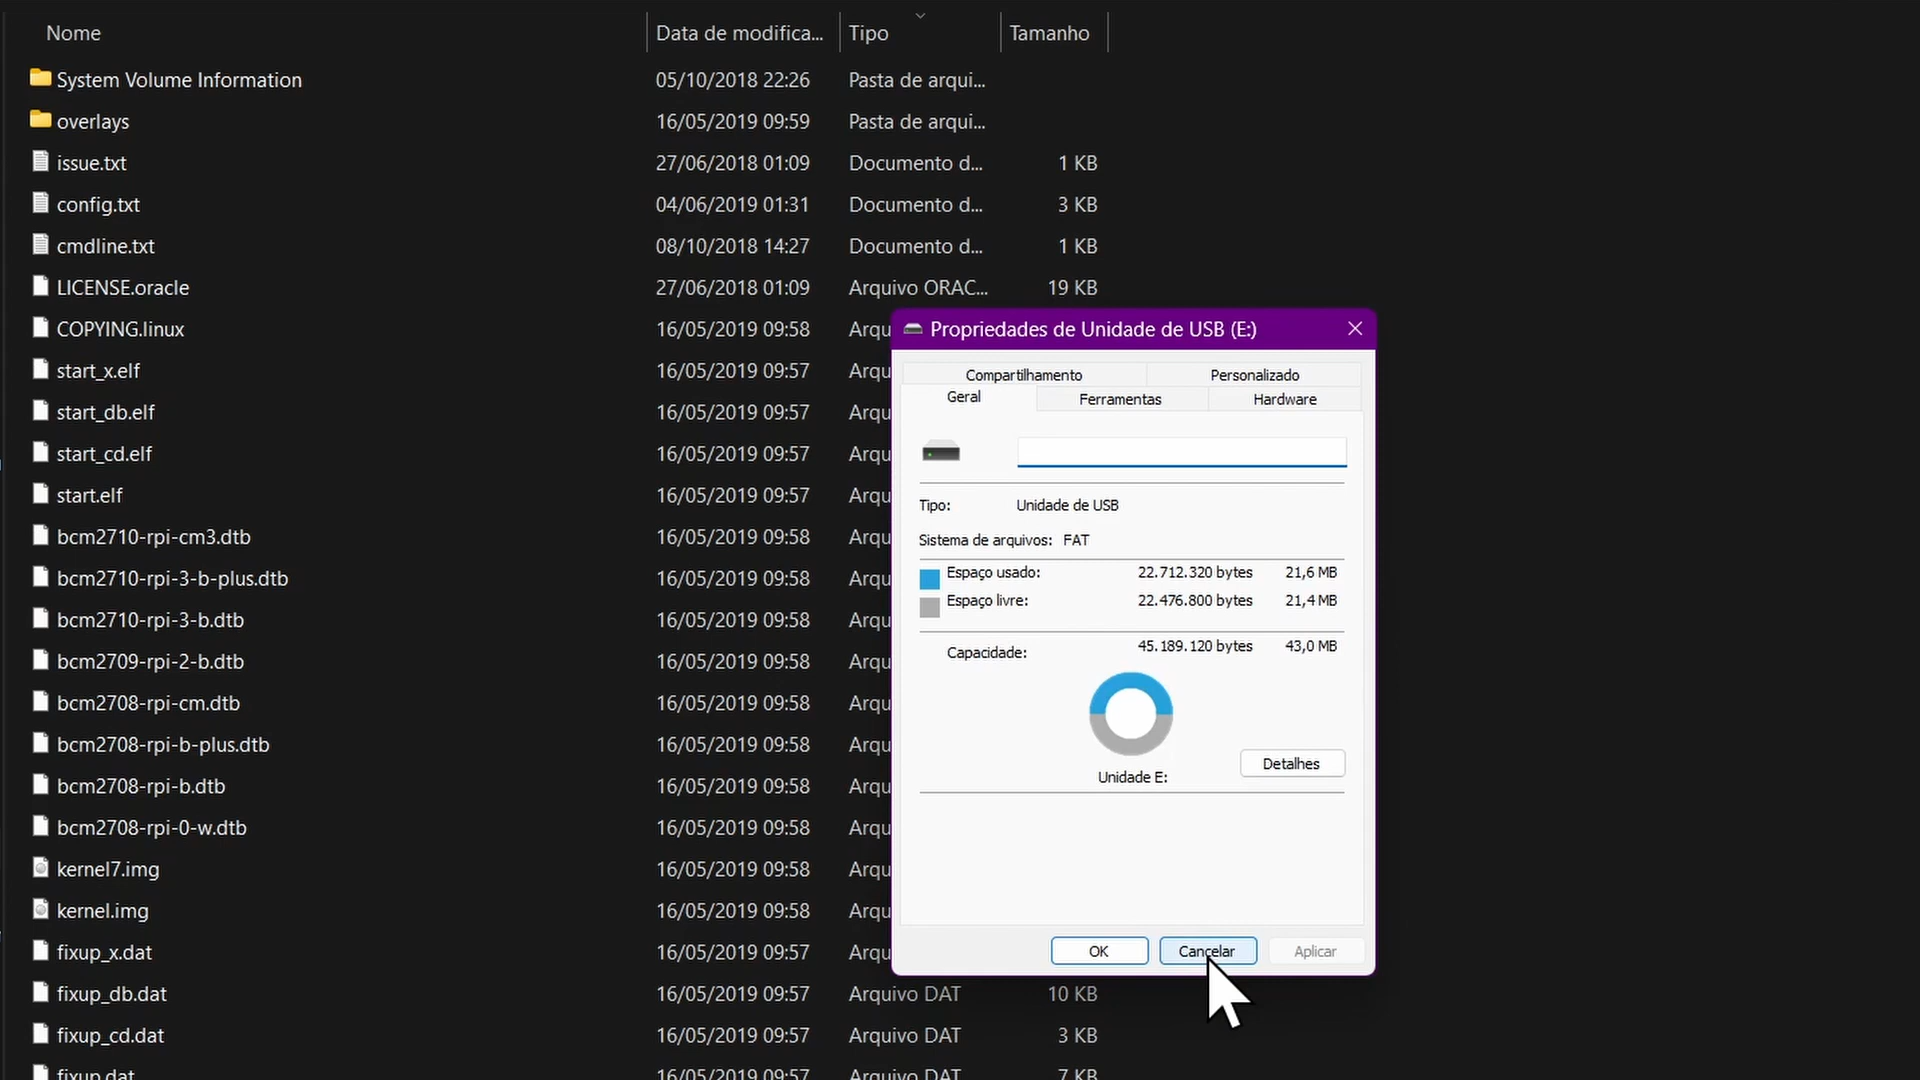 Nome Data de modifica... Tipo Tamanho
System Volume Information 05/10/2018 22:26 Pasta de arqui...
overlays 16/05/2019 09:59 Pasta de arqui...
issue.txt 27/06/2018 01:09 Documento d... 1 KB
config.txt 04/06/2019 01:31 Documento d... 3 KB
cmdline.txt 08/10/2018 14:27 Documento d... 1 KB
LICENSE.oracle 27/06/2018 01:09 Arquivo ORAC... 19 KB
COPYING.linux 16/05/2019 09:58 Arqu
start_x.elf 16/05/2019 09:57 Arqu
start_db.elf 16/05/2019 09:57 Arqu
start_cd.elf 16/05/2019 09:57 Arqu
start.elf 16/05/2019 09:57 Arqu
bcm2710-rpi-cm3.dtb 16/05/2019 09:58 Arqu
bcm2710-rpi-3-b-plus.dtb 16/05/2019 09:58 Arqu
bcm2710-rpi-3-b.dtb 16/05/2019 09:58 Arqu
bcm2709-rpi-2-b.dtb 16/05/2019 09:58 Arqu
bcm2708-rpi-cm.dtb 16/05/2019 09:58 Arqu
bcm2708-rpi-b-plus.dtb 16/05/2019 09:58 Arqu
bcm2708-rpi-b.dtb 16/05/2019 09:58 Arqu
bcm2708-rpi-0-w.dtb 16/05/2019 09:58 Arqu
kernel7.img 16/05/2019 09:58 Arqu
kernel.img 16/05/2019 09:58 Arqu
fixup_x.dat 16/05/2019 09:57 Arqu
fixup_db.dat 16/05/2019 09:57 Arquivo DAT 10 KB
fixup_cd.dat 16/05/2019 09:57 Arquivo DAT 3 KB
fixup.dat 16/05/2019 09:57 Arquivo DAT 7 KB
Propriedades de Unidade de USB (E:)
Compartilhamento Personalizado
Geral Ferramentas Hardware
Tipo: Unidade de USB
Sistema de arquivos: FAT
Espaço usado: 22.712.320 bytes 21,6 MB
Espaço livre: 22.476.800 bytes 21,4 MB
Capacidade: 45.189.120 bytes 43,0 MB
Unidade E:
Detalhes
OK Cancelar Aplicar